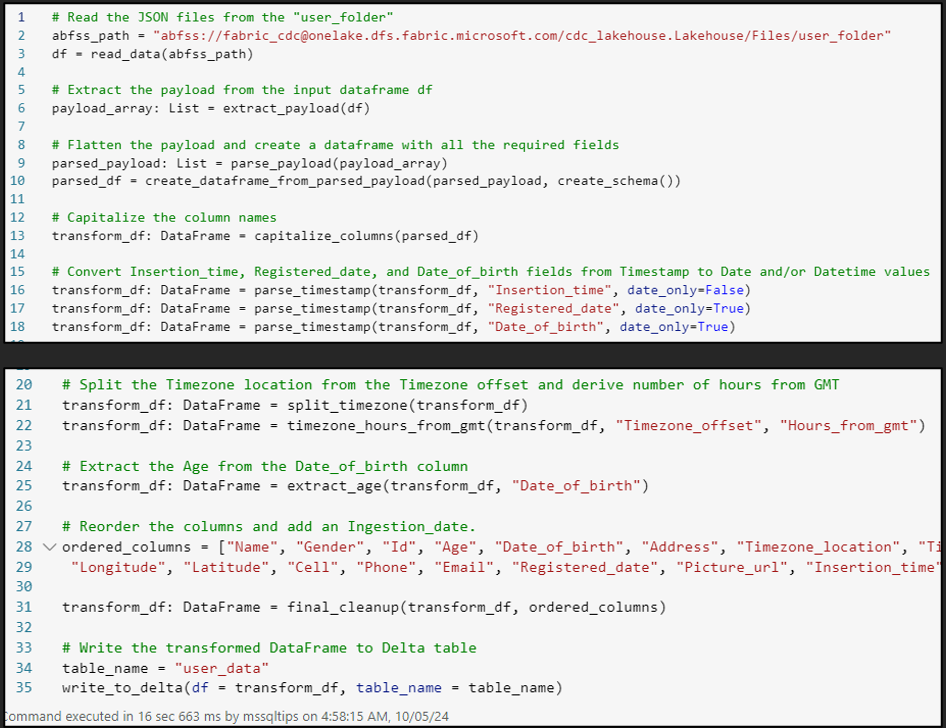 1 # Read the JSON files from the "user_folder"
2 abfss_path = "abfss://fabric_cdc@onelake.dfs.fabric.microsoft.com/cdc_lakehouse.Lakehouse/Files/user_folder"
3 df = read_data(abfss_path)
4
5 # Extract the payload from the input dataframe df
6 payload_array: List = extract_payload(df)
7
8 # Flatten the payload and create a dataframe with all the required fields
9 parsed_payload: List = parse_payload(payload_array)
10 parsed_df = create_dataframe_from_parsed_payload(parsed_payload, create_schema())
11
12 # Capitalize the column names
13 transform_df: DataFrame = capitalize_columns(parsed_df)
14
15 # Convert Insertion_time, Registered_date, and Date_of_birth fields from Timestamp to Date and/or Datetime values
16 transform_df: DataFrame = parse_timestamp(transform_df, "Insertion_time", date_only=False)
17 transform_df: DataFrame = parse_timestamp(transform_df, "Registered_date", date_only=True)
18 transform_df: DataFrame = parse_timestamp(transform_df, "Date_of_birth", date_only=True)
20 # Split the Timezone location from the Timezone offset and derive number of hours from GMT
21 transform_df: DataFrame = split_timezone(transform_df)
22 transform_df: DataFrame = timezone_hours_from_gmt(transform_df, "Timezone_offset", "Hours_from_gmt")
23
24 # Extract the Age from the Date_of_birth column
25 transform_df: DataFrame = extract_age(transform_df, "Date_of_birth")
26
27 # Reorder the columns and add an Ingestion_date.
28 ordered_columns = ["Name", "Gender", "Id", "Age", "Date_of_birth", "Address", "Timezone_location", "Ti
29 "Longitude", "Latitude", "Cell", "Phone", "Email", "Registered_date", "Picture_url", "Insertion_time"
30
31 transform_df: DataFrame = final_cleanup(transform_df, ordered_columns)
32
33 # Write the transformed DataFrame to Delta table
34 table_name = "user_data"
35 write_to_delta(df = transform_df, table_name = table_name)
Command executed in 16 sec 663 ms by mssqltips on 4:58:15 AM, 10/05/24